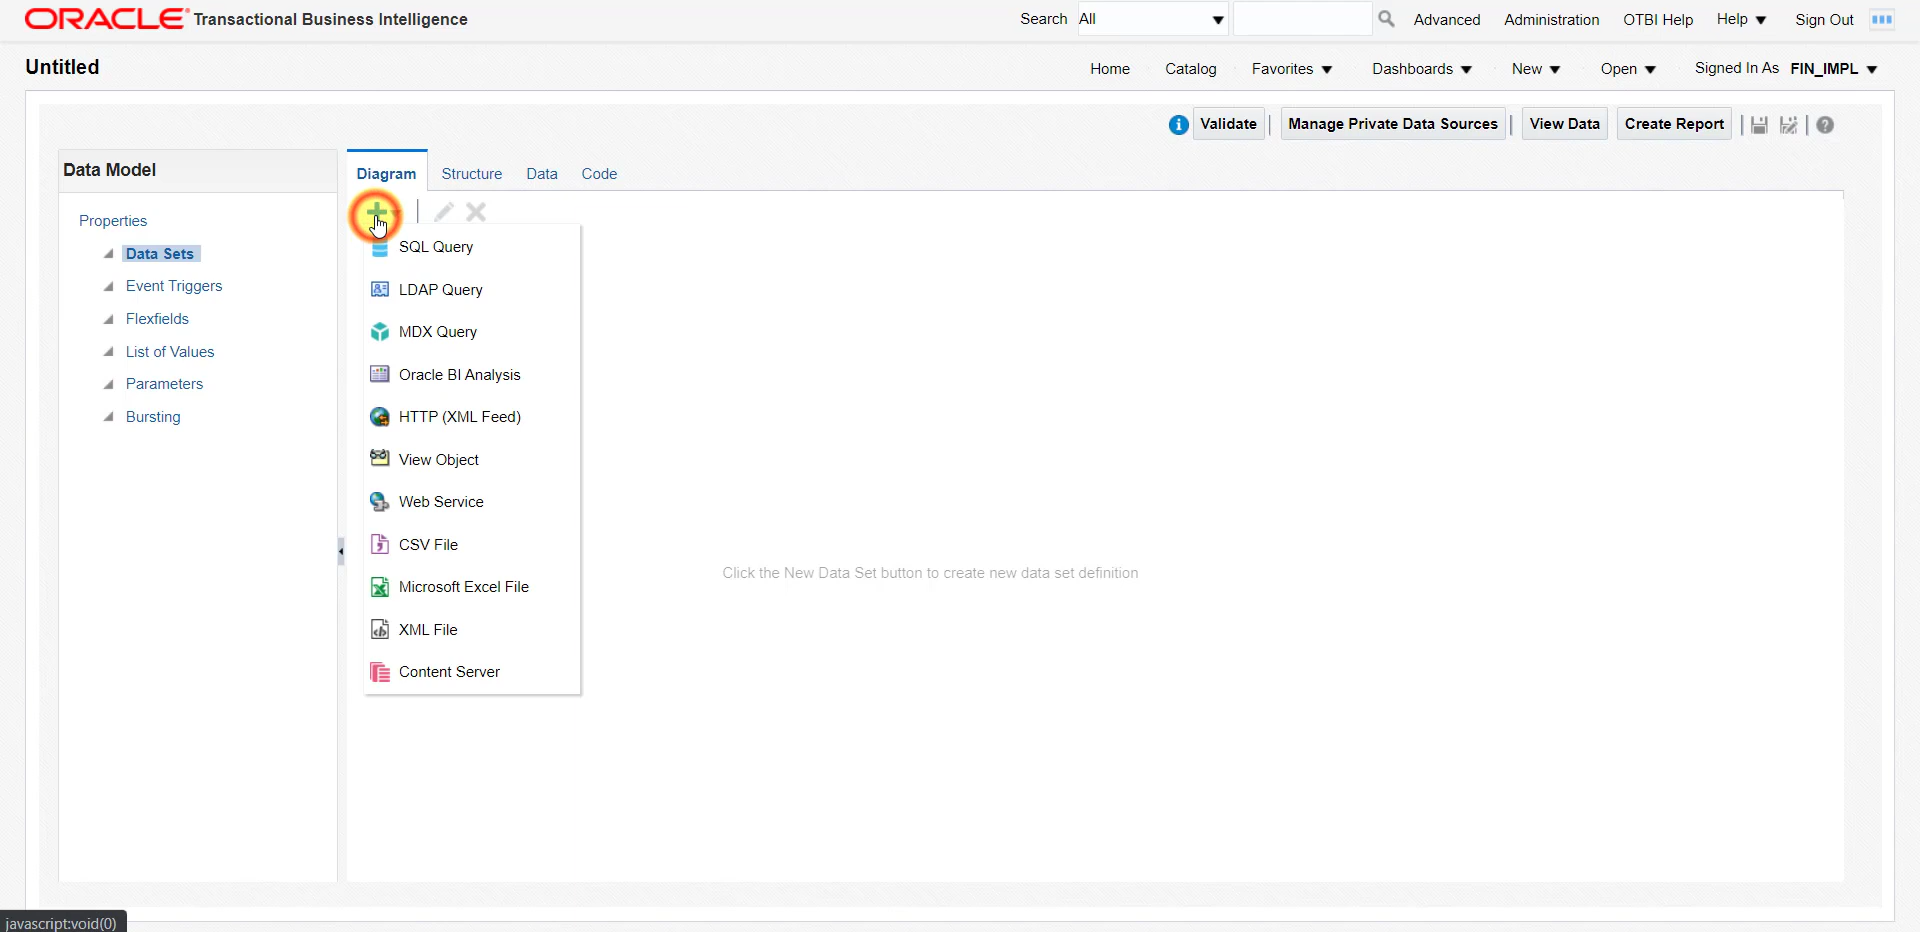 ORACLE Transactional Business Intelligence
Search All Advanced Administration OTBI Help Help Sign Out
Untitled
Home Catalog Favorites Dashboards New Open Signed In As FIN_IMPL
Validate Manage Private Data Sources View Data Create Report
Data Model
Diagram Structure Data Code
Properties
Data Sets
Event Triggers
Flexfields
List of Values
Parameters
Bursting
SQL Query
LDAP Query
MDX Query
Oracle BI Analysis
HTTP (XML Feed)
View Object
Web Service
CSV File
Microsoft Excel File
XML File
Content Server
Click the New Data Set button to create new data set definition
javascript:void(0)